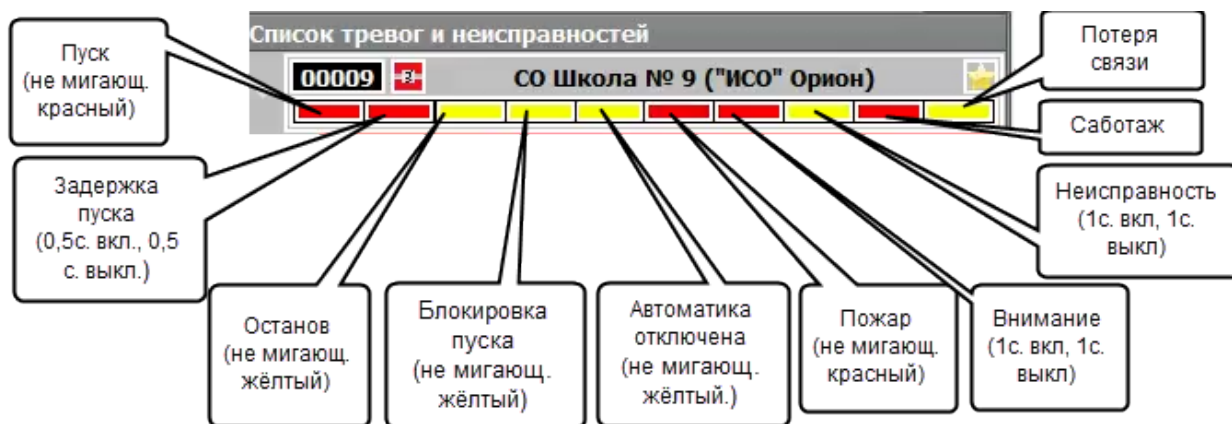 Список тревог и неисправностей
00009
СО Школа № 9 ("ИСО" Орион)
Пуск
(не мигающ.
красный)
Потеря
связи
Саботаж
Задержка
пуска
(0,5с. вкл., 0,5
с. выкл.)
Неисправность
(1с. вкл, 1с.
выкл)
Останов
(не мигающ.
жёлтый)
Блокировка
пуска
(не мигающ.
жёлтый)
Автоматика
отключена
(не мигающ.
жёлтый.)
Пожар
(не мигающ.
красный)
Внимание
(1с. вкл, 1с.
выкл)